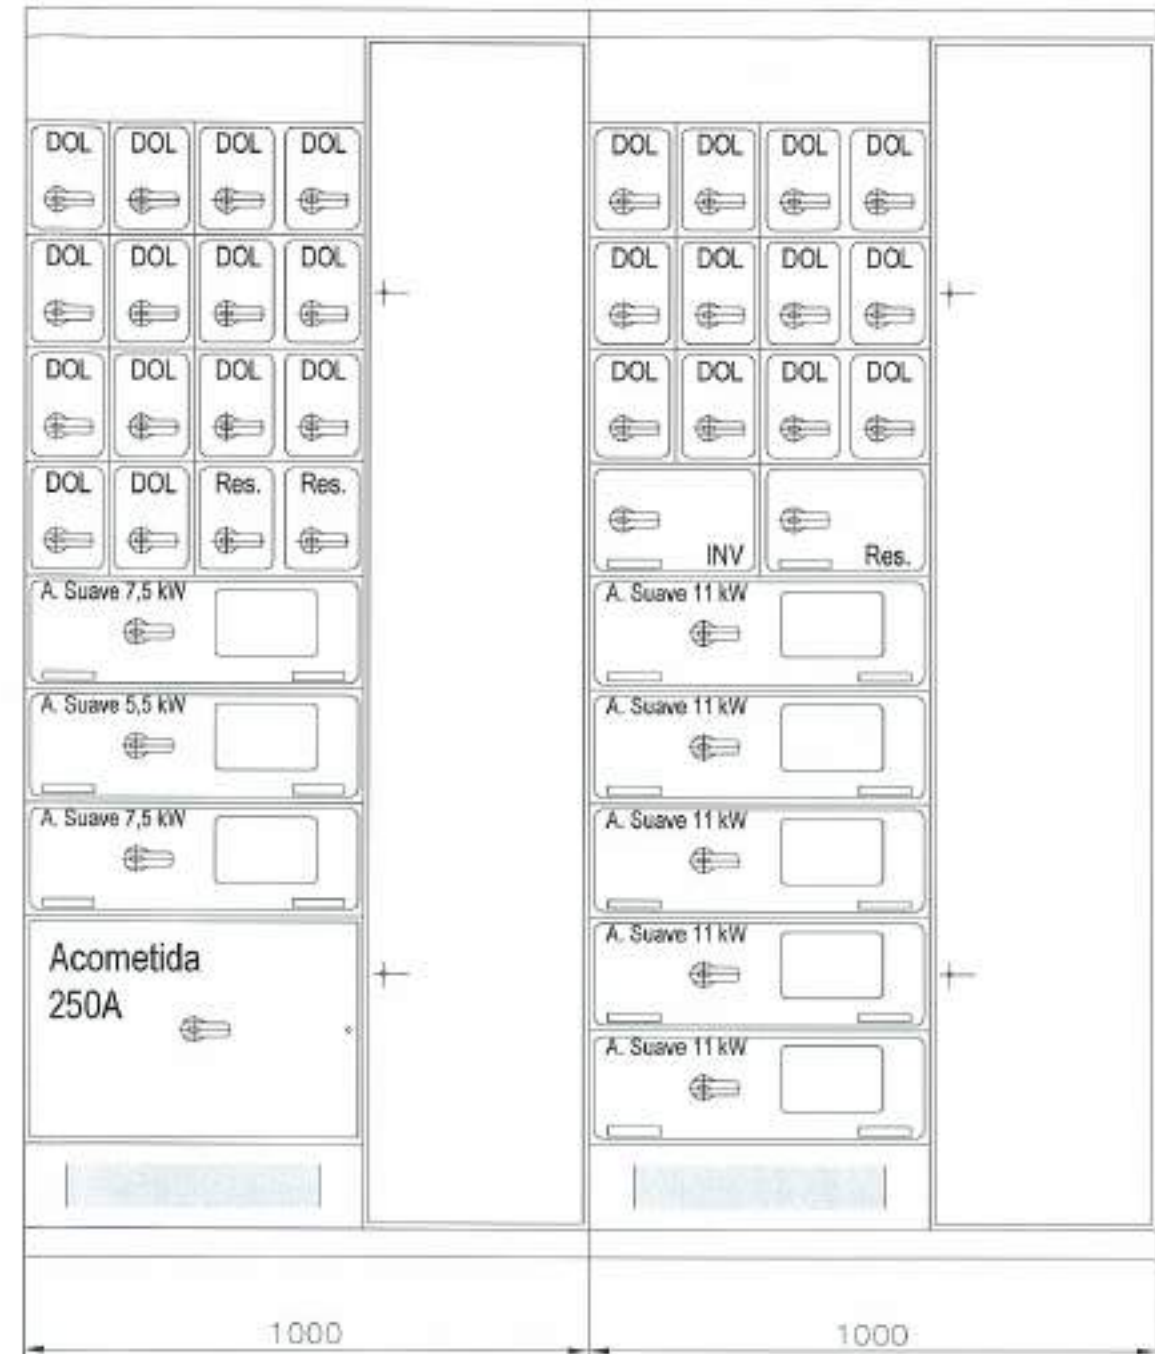 DOL DOL DOL DOL
DOL DOL DOL DOL
DOL DOL DOL DOL
DOL DOL Res. Res.
A. Suave 7,5 kW
A. Suave 5,5 kW
A. Suave 7,5 kW
Acometida
250A
DOL DOL DOL DOL
DOL DOL DOL DOL
DOL DOL DOL DOL
INV Res.
A. Suave 11 kW
A. Suave 11 kW
A. Suave 11 kW
A. Suave 11 kW
A. Suave 11 kW
1000 1000